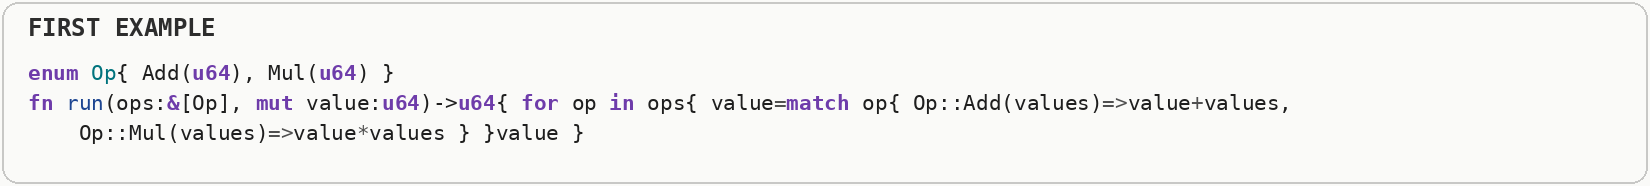 FIRST EXAMPLE
enum Op{ Add(u64), Mul(u64) }
fn run(ops:&[Op], mut value:u64)->u64{ for op in ops{ value=match op{ Op::Add(values)=>value+values,
    Op::Mul(values)=>value*values } }value }